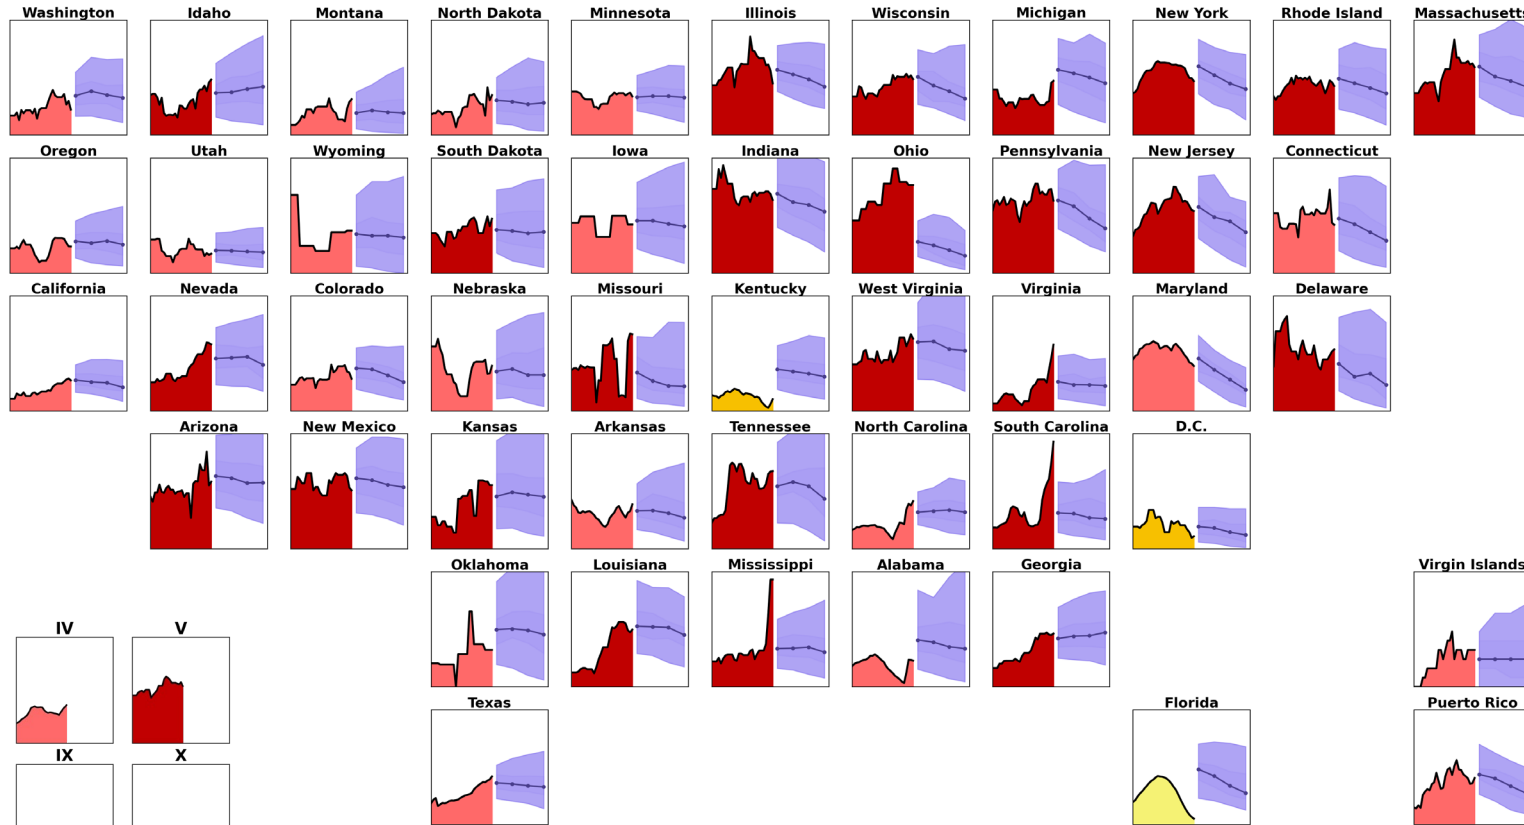 Washington Idaho Montana North Dakota Minnesota Illinois Wisconsin Michigan New York Rhode Island Massachusetts
Oregon Utah Wyoming South Dakota Iowa Indiana Ohio Pennsylvania New Jersey Connecticut
California Nevada Colorado Nebraska Missouri Kentucky West Virginia Virginia Maryland Delaware
Arizona New Mexico Kansas Arkansas Tennessee North Carolina South Carolina D.C.
Oklahoma Louisiana Mississippi Alabama Georgia Virgin Islands
IV V
Texas Florida Puerto Rico
IX X